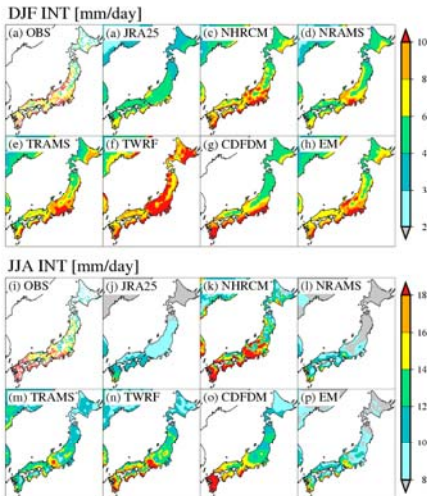 DJF INT [mm/day]
(a) OBS (a) JRA25 (c) NHRCM (d) NRAMS
(e) TRAMS (f) TWRF (g) CDFDM (h) EM
10
8
6
4
3
2
JJA INT [mm/day]
(i) OBS (j) JRA25 (k) NHRCM (l) NRAMS
(m) TRAMS (n) TWRF (o) CDFDM (p) EM
18
16
14
12
10
8